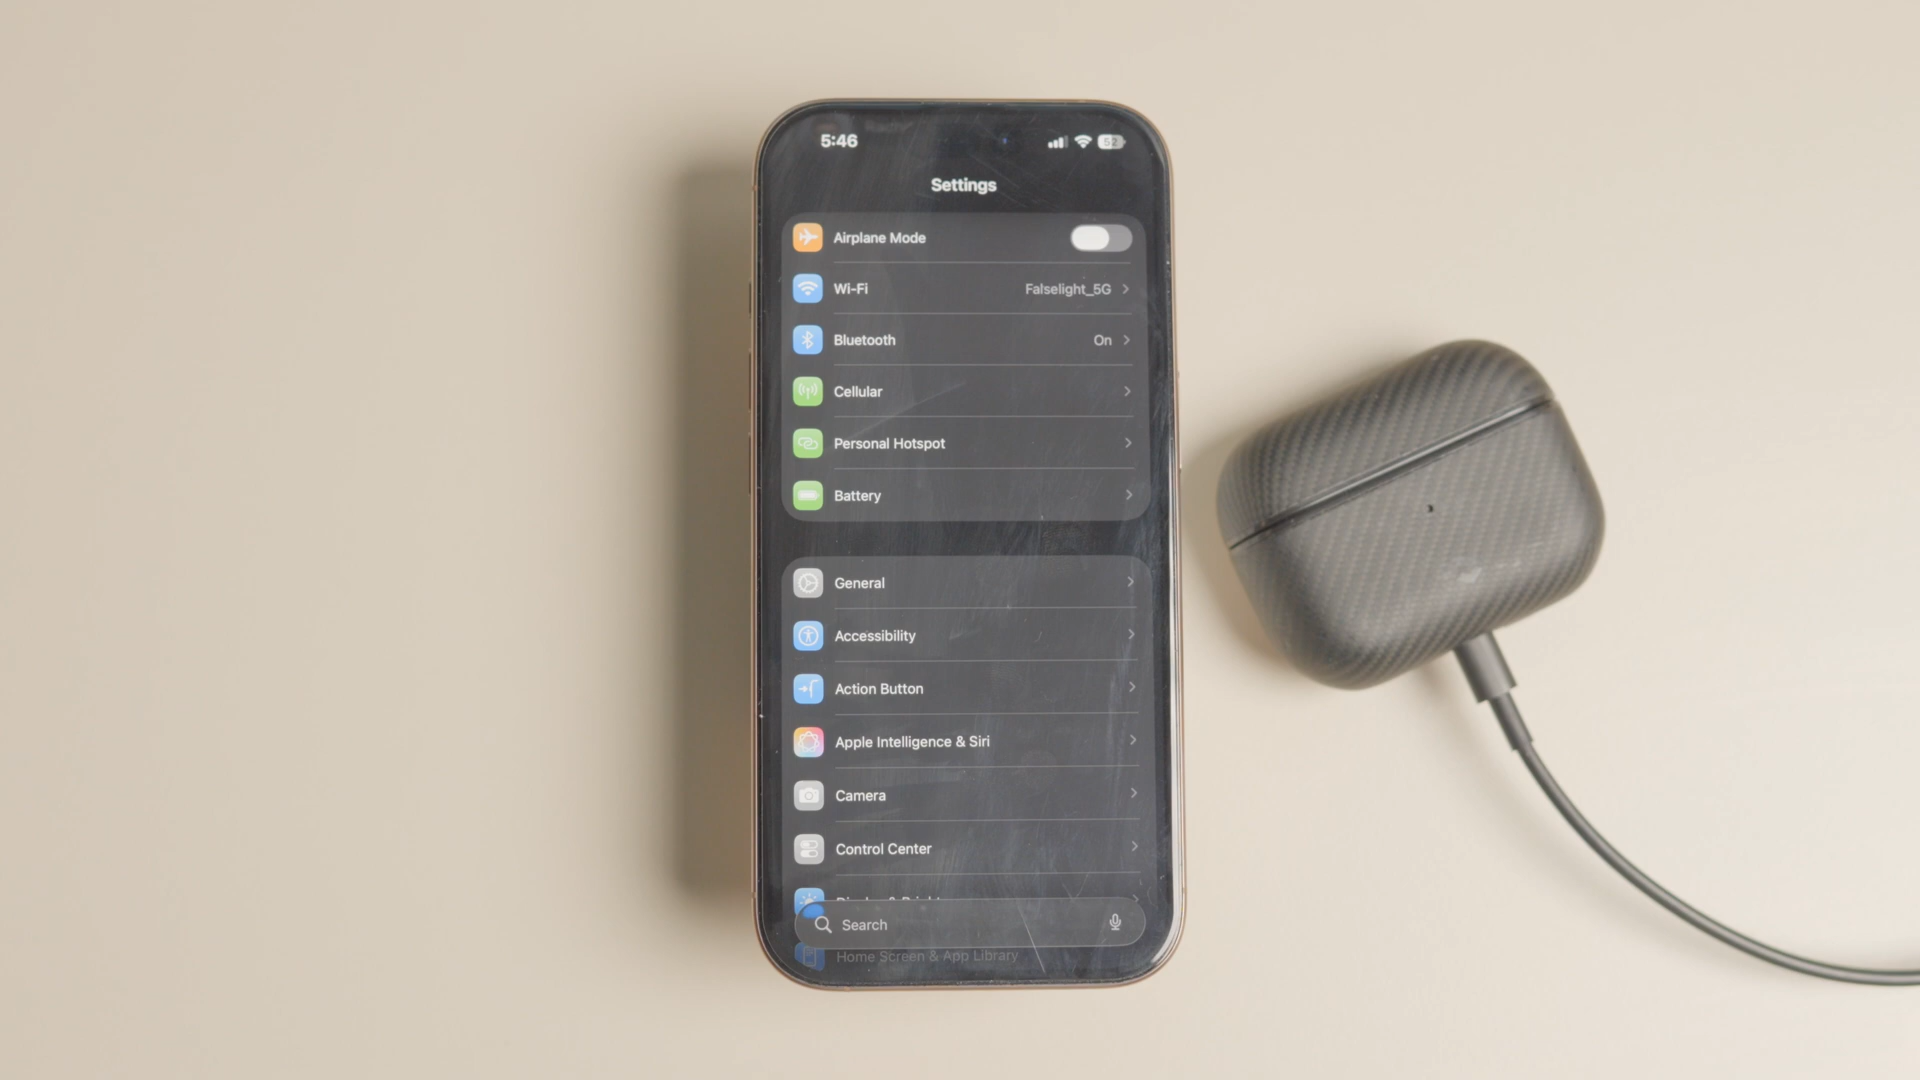 5:46
52
Settings
Airplane Mode
Wi-Fi Falselight_5G
Bluetooth On
Cellular
Personal Hotspot
Battery
General
Accessibility
Action Button
Apple Intelligence & Siri
Camera
Control Center
Search
Home Screen & App Library